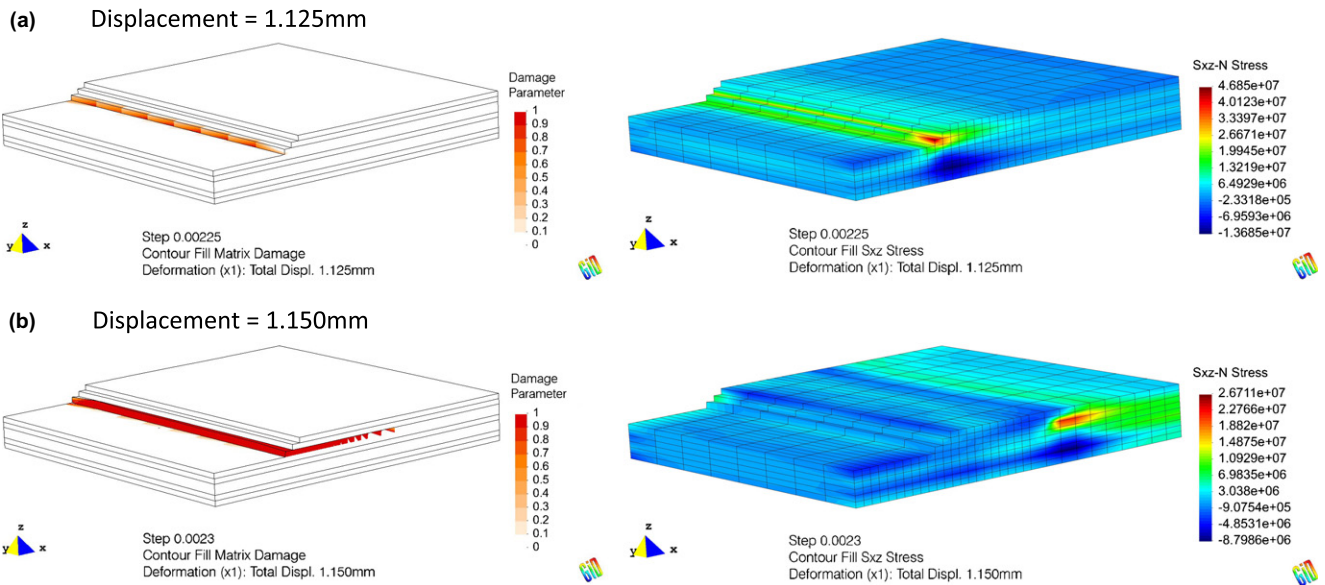 (a) Displacement = 1.125mm
Damage
Parameter
1
0.9
0.8
0.7
0.6
0.5
0.4
0.3
0.2
0.1
0
z
y x
Step 0.00225
Contour Fill Matrix Damage
Deformation (x1): Total Displ. 1.125mm
GiD
Sxz-N Stress
4.685e+07
4.0123e+07
3.3397e+07
2.6671e+07
1.9945e+07
1.3219e+07
6.4929e+06
-2.3318e+05
-6.9593e+06
-1.3685e+07
z
y x
Step 0.00225
Contour Fill Sxz Stress
Deformation (x1): Total Displ. 1.125mm
GiD
(b) Displacement = 1.150mm
Damage
Parameter
1
0.9
0.8
0.7
0.6
0.5
0.4
0.3
0.2
0.1
0
z
y x
Step 0.0023
Contour Fill Matrix Damage
Deformation (x1): Total Displ. 1.150mm
GiD
Sxz-N Stress
2.6711e+07
2.2766e+07
1.882e+07
1.4875e+07
1.0929e+07
6.9835e+06
3.038e+06
-9.0754e+05
-4.8531e+06
-8.7986e+06
z
y x
Step 0.0023
Contour Fill Sxz Stress
Deformation (x1): Total Displ. 1.150mm
GiD